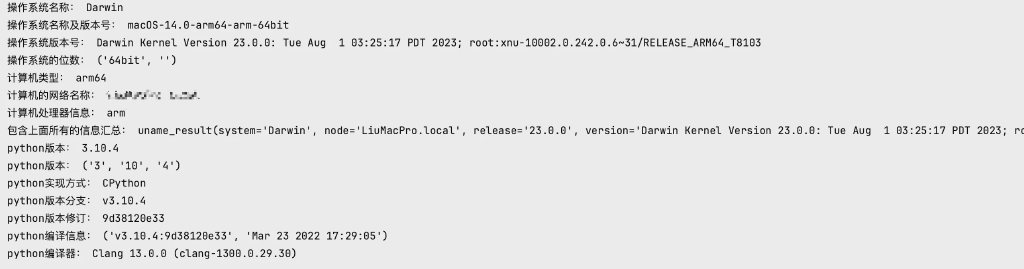 操作系统名称： Darwin
操作系统名称及版本号： macOS-14.0-arm64-arm-64bit
操作系统版本号： Darwin Kernel Version 23.0.0: Tue Aug  1 03:25:17 PDT 2023; root:xnu-10002.0.242.0.6~31/RELEASE_ARM64_T8103
操作系统的位数： ('64bit', '')
计算机类型： arm64
计算机的网络名称：
计算机处理器信息： arm
包含上面所有的信息汇总： uname_result(system='Darwin', node='LiuMacPro.local', release='23.0.0', version='Darwin Kernel Version 23.0.0: Tue Aug  1 03:25:17 PDT 2023;
python版本： 3.10.4
python版本： ('3', '10', '4')
python实现方式： CPython
python版本分支： v3.10.4
python版本修订： 9d38120e33
python编译信息： ('v3.10.4:9d38120e33', 'Mar 23 2022 17:29:05')
python编译器： Clang 13.0.0 (clang-1300.0.29.30)